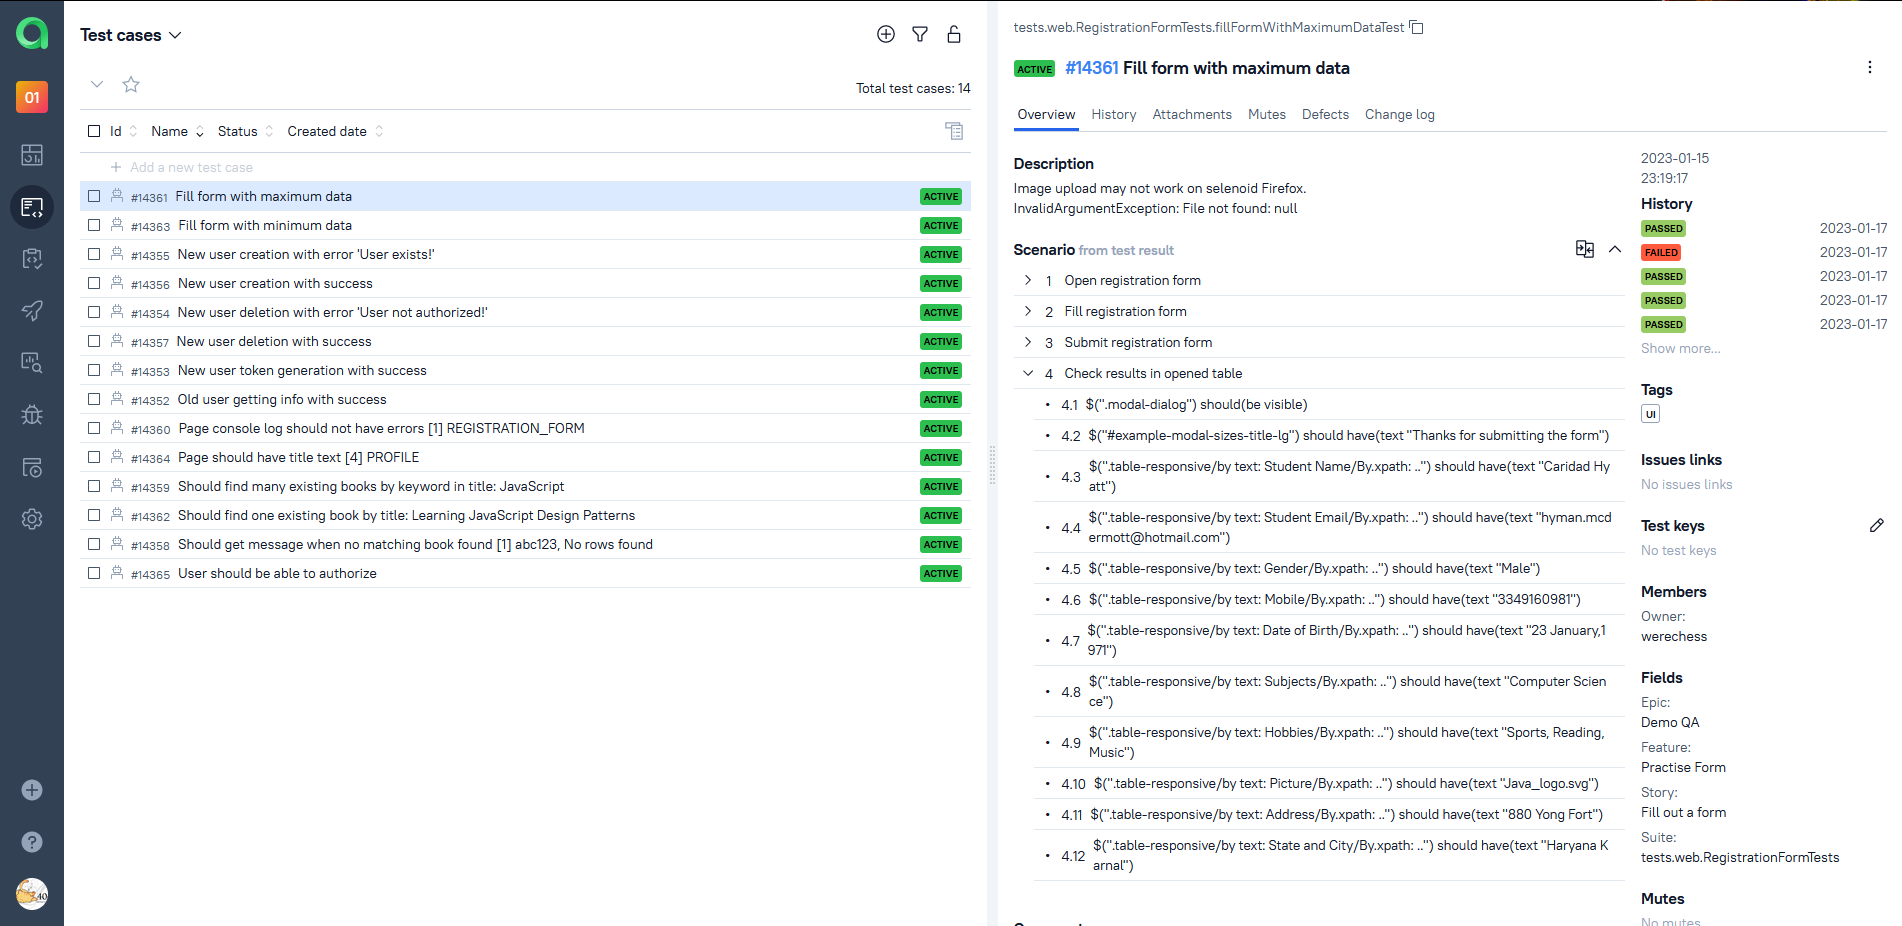 01
Test cases
Total test cases: 14
Id Name Status Created date
Add a new test case
#14361 Fill form with maximum data ACTIVE
#14363 Fill form with minimum data ACTIVE
#14355 New user creation with error 'User exists!' ACTIVE
#14356 New user creation with success ACTIVE
#14354 New user deletion with error 'User not authorized!' ACTIVE
#14357 New user deletion with success ACTIVE
#14353 New user token generation with success ACTIVE
#14352 Old user getting info with success ACTIVE
#14360 Page console log should not have errors [1] REGISTRATION_FORM ACTIVE
#14364 Page should have title text [4] PROFILE ACTIVE
#14359 Should find many existing books by keyword in title: JavaScript ACTIVE
#14362 Should find one existing book by title: Learning JavaScript Design Patterns ACTIVE
#14358 Should get message when no matching book found [1] abc123, No rows found ACTIVE
#14365 User should be able to authorize ACTIVE
tests.web.RegistrationFormTests.fillFormWithMaximumDataTest
ACTIVE #14361 Fill form with maximum data
Overview History Attachments Mutes Defects Change log
Description
Image upload may not work on selenoid Firefox.
InvalidArgumentException: File not found: null
Scenario from test result
1 Open registration form
2 Fill registration form
3 Submit registration form
4 Check results in opened table
4.1 $(".modal-dialog") should(be visible)
4.2 $("#example-modal-sizes-title-lg") should have(text "Thanks for submitting the form")
4.3 $(".table-responsive/by text: Student Name/By.xpath: ..") should have(text "Caridad Hy
att")
4.4 $(".table-responsive/by text: Student Email/By.xpath: ..") should have(text "hyman.mcd
ermott@hotmail.com")
4.5 $(".table-responsive/by text: Gender/By.xpath: ..") should have(text "Male")
4.6 $(".table-responsive/by text: Mobile/By.xpath: ..") should have(text "3349160981")
4.7 $(".table-responsive/by text: Date of Birth/By.xpath: ..") should have(text "23 January,1
971")
4.8 $(".table-responsive/by text: Subjects/By.xpath: ..") should have(text "Computer Scien
ce")
4.9 $(".table-responsive/by text: Hobbies/By.xpath: ..") should have(text "Sports, Reading,
Music")
4.10 $(".table-responsive/by text: Picture/By.xpath: ..") should have(text "Java_logo.svg")
4.11 $(".table-responsive/by text: Address/By.xpath: ..") should have(text "880 Yong Fort")
4.12 $(".table-responsive/by text: State and City/By.xpath: ..") should have(text "Haryana K
arnal")
2023-01-15
23:19:17
History
PASSED 2023-01-17
FAILED 2023-01-17
PASSED 2023-01-17
PASSED 2023-01-17
PASSED 2023-01-17
Show more...
Tags
UI
Issues links
No issues links
Test keys
No test keys
Members
Owner:
werechess
Fields
Epic:
Demo QA
Feature:
Practise Form
Story:
Fill out a form
Suite:
tests.web.RegistrationFormTests
Mutes
No mutes